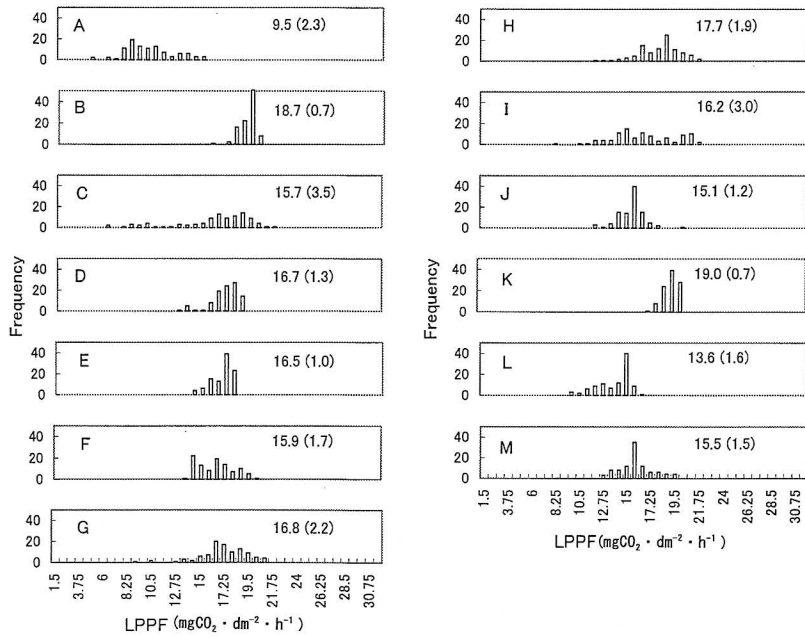 A 9.5 (2.3)
40
20
0
B 18.7 (0.7)
40
20
0
C 15.7 (3.5)
40
20
0
D 16.7 (1.3)
40
20
0
E 16.5 (1.0)
40
20
0
F 15.9 (1.7)
40
20
0
G 16.8 (2.2)
40
20
0
Frequency
1.5 3.75 6 8.25 10.5 12.75 15 17.25 19.5 21.75 24 26.25 28.5 30.75
LPPF (mgCO₂・dm⁻²・h⁻¹)
H 17.7 (1.9)
40
20
0
I 16.2 (3.0)
40
20
0
J 15.1 (1.2)
40
20
0
K 19.0 (0.7)
40
20
0
L 13.6 (1.6)
40
20
0
M 15.5 (1.5)
40
20
0
Frequency
1.5 3.75 6 8.25 10.5 12.75 15 17.25 19.5 21.75 24 26.25 28.5 30.75
LPPF (mgCO₂・dm⁻²・h⁻¹)